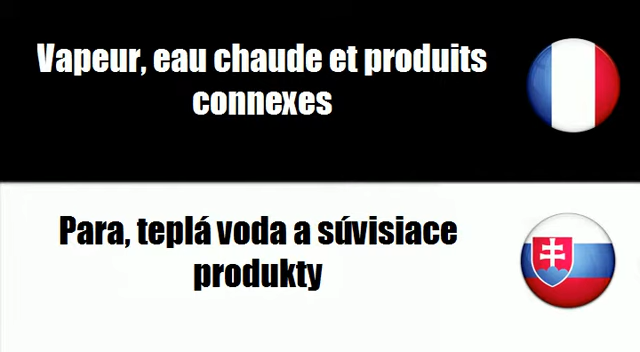 Vapeur, eau chaude et produits
connexes
Para, teplá voda a súvisiace
produkty